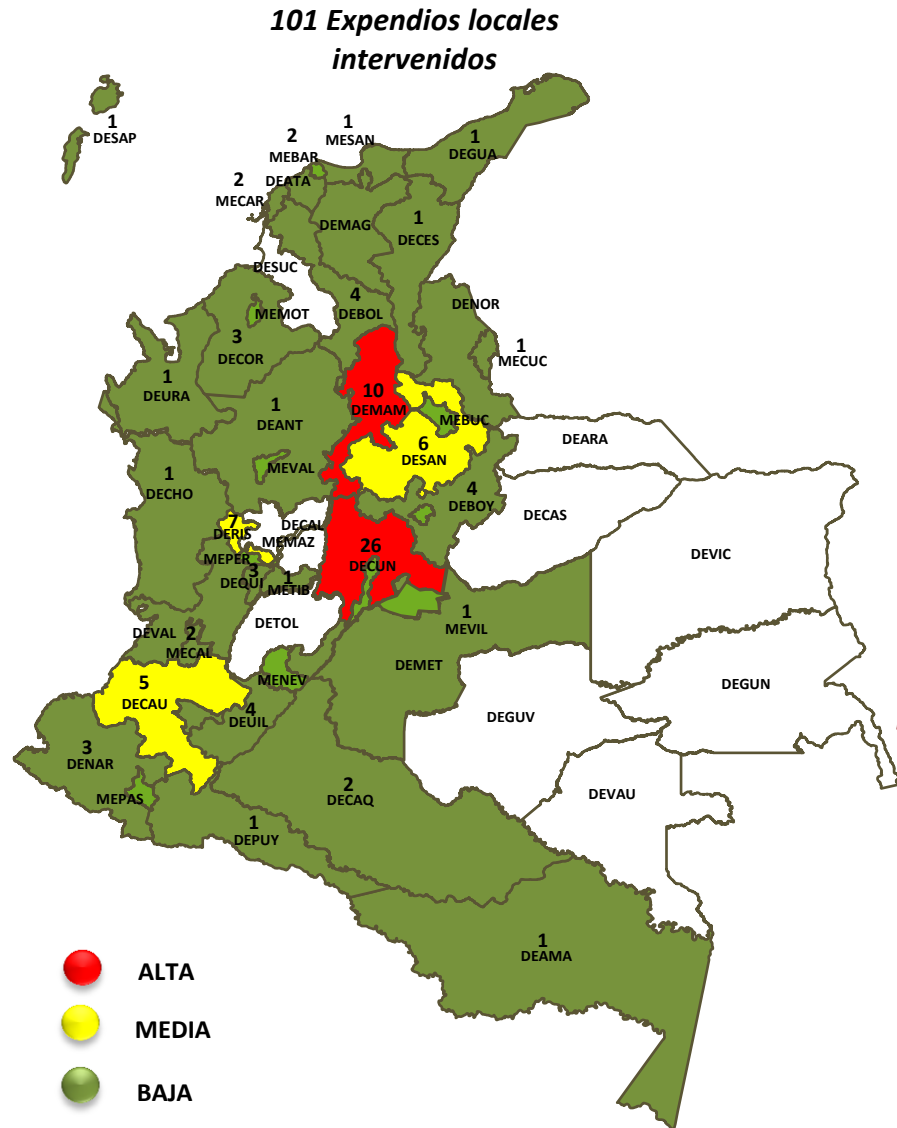 101 Expendios locales
intervenidos
1
DESAP
2
MEBAR
1
MESAN
1
DEGUA
2
MECAR
DEATA
DEMAG
1
DECES
DESUC
4
DEBOL
DENOR
MEMOT
3
DECOR
1
MECUC
1
DEURA
10
DEMAM
1
DEANT
MEBUC
6
DESAN
DEARA
MEVAL
1
DECHO
4
DEBOY
DECAS
DEVIC
7
DERIS
DECAL
MEMAZ
26
DECUN
MEPER
3
DEQUI
1
METIB
DETOL
1
MEVIL
DEVAL
2
MECAL
DEMET
MENEV
5
DECAU
4
DEUIL
DEGUV
DEGUN
3
DENAR
2
DECAQ
DEVAU
MEPAS
1
DEPUY
1
DEAMA
ALTA
MEDIA
BAJA